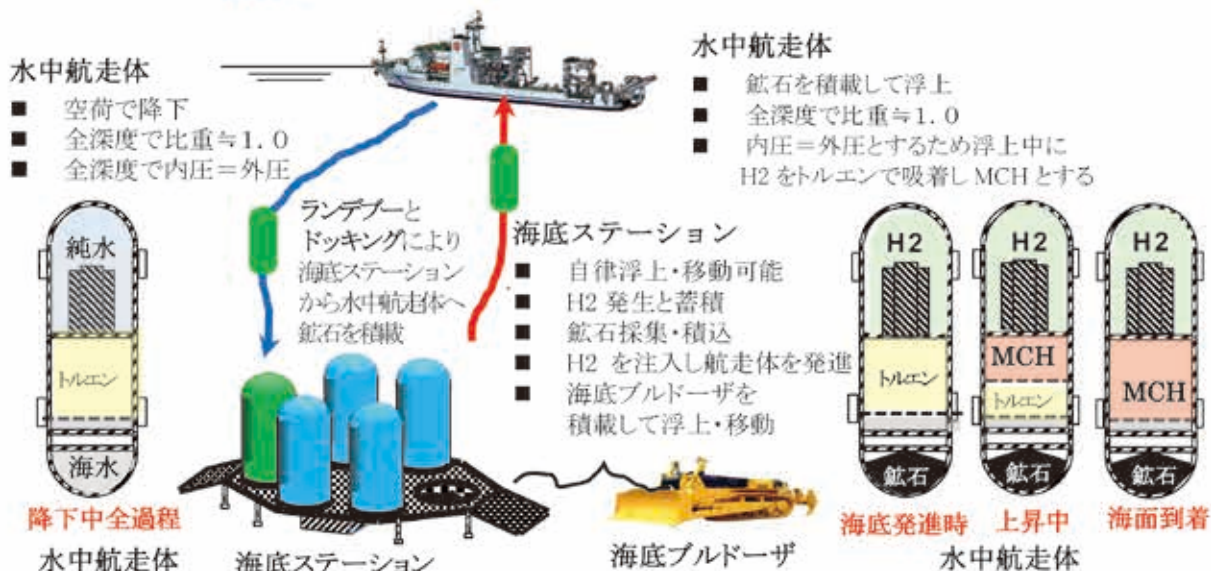 水中航走体
■ 空荷で降下
■ 全深度で比重≒1.0
■ 全深度で内圧＝外圧
水中航走体
■ 鉱石を積載して浮上
■ 全深度で比重≒1.0
■ 内圧＝外圧とするため浮上中に
H2をトルエンで吸着しMCHとする
ランデブーと
ドッキングにより
海底ステーション
から水中航走体へ
鉱石を積載
海底ステーション
■ 自律浮上・移動可能
■ H2発生と蓄積
■ 鉱石採集・積込
■ H2を注入し航走体を発進
■ 海底ブルドーザを
積載して浮上・移動
純水
トルエン
海水
降下中全過程
水中航走体
海底ステーション
海底ブルドーザ
H2
トルエン
鉱石
海底発進時
H2
MCH
トルエン
鉱石
上昇中
H2
MCH
鉱石
海面到着
水中航走体